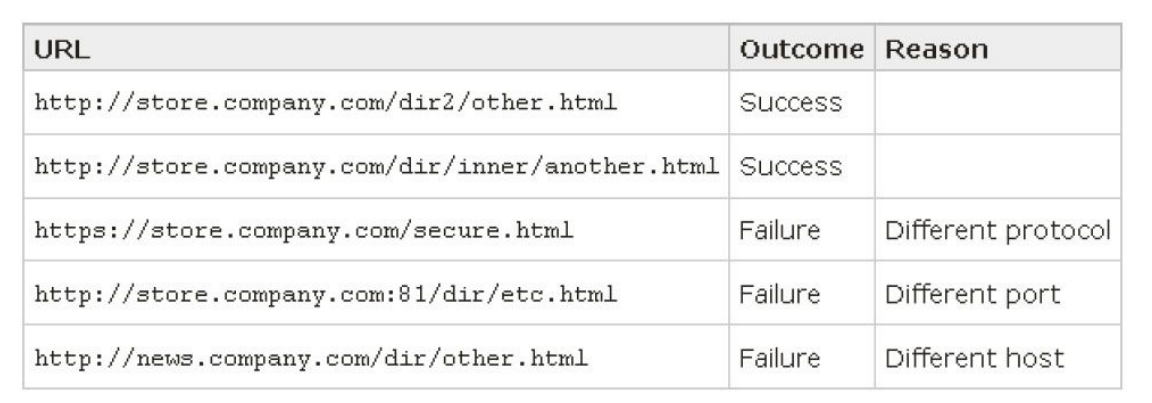 URL Outcome Reason
http://store.company.com/dir2/other.html Success
http://store.company.com/dir/inner/another.html Success
https://store.company.com/secure.html Failure Different protocol
http://store.company.com:81/dir/etc.html Failure Different port
http://news.company.com/dir/other.html Failure Different host